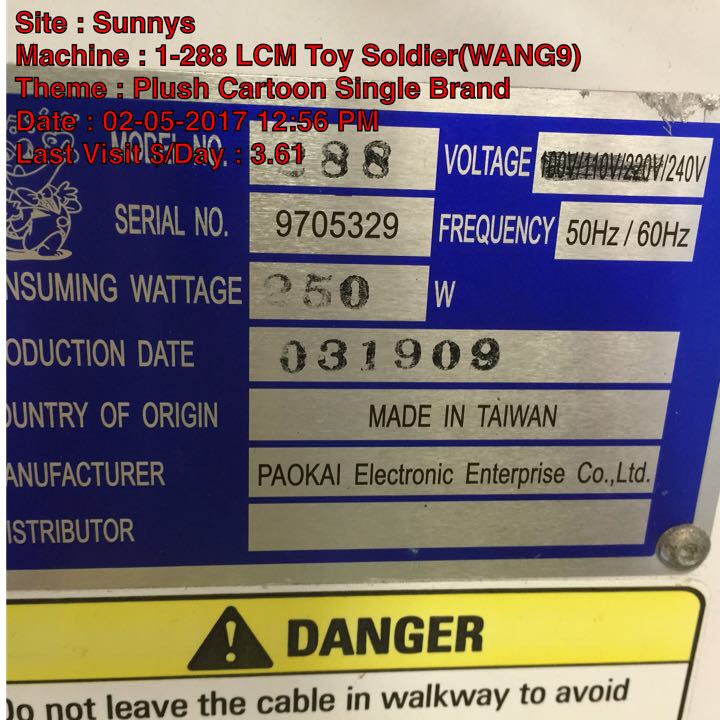 Site : Sunnys
Machine : 1-288 LCM Toy Soldier(WANG9)
Theme : Plush Cartoon Single Brand
Date : 02-05-2017 12:56 PM
Last Visit $/Day : 3.61
MODEL NO. 88
VOLTAGE 100V/110V/220V/240V
SERIAL NO. 9705329
FREQUENCY 50Hz / 60Hz
NSUMING WATTAGE 250 W
ODUCTION DATE 031909
OUNTRY OF ORIGIN MADE IN TAIWAN
ANUFACTURER PAOKAI Electronic Enterprise Co.,Ltd.
ISTRIBUTOR
DANGER
Do not leave the cable in walkway to avoid